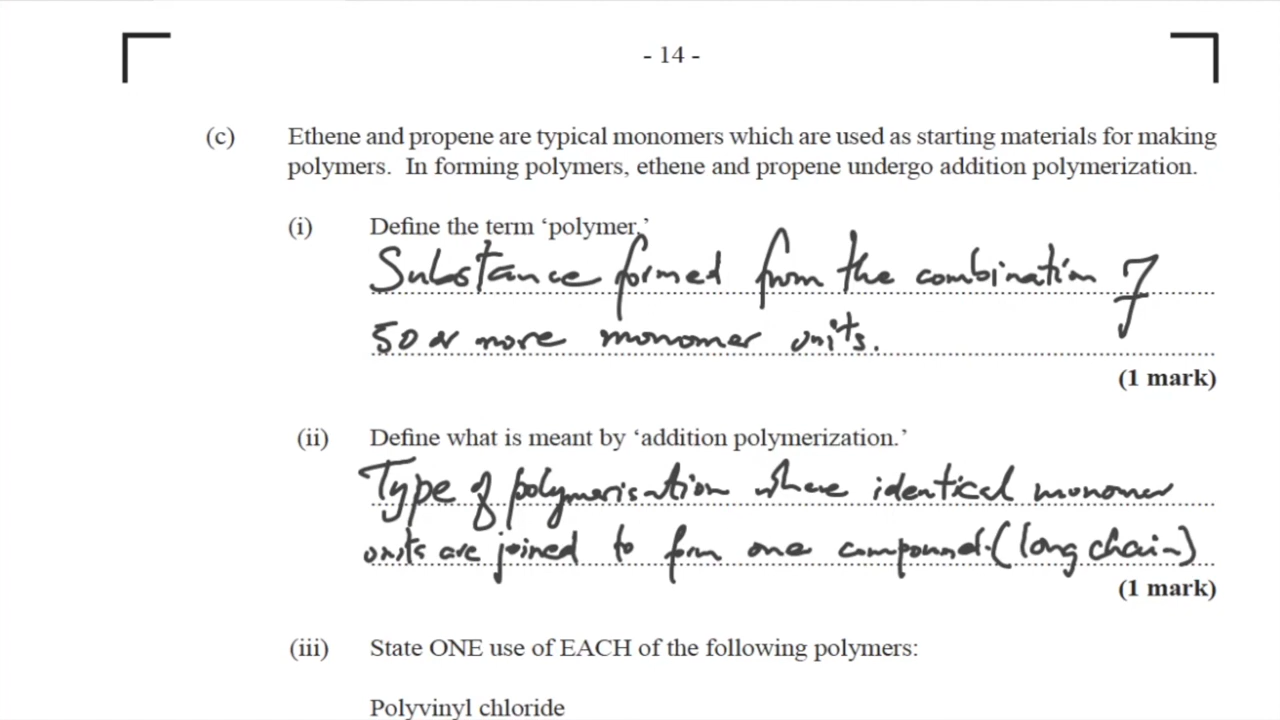 - 14 -
(c) Ethene and propene are typical monomers which are used as starting materials for making
polymers. In forming polymers, ethene and propene undergo addition polymerization.
(i) Define the term ‘polymer.’
Substance formed from the combination of
50 or more monomer units.
(1 mark)
(ii) Define what is meant by ‘addition polymerization.’
Type of polymerisation where identical monomer
units are joined to form one compound. (long chain)
(1 mark)
(iii) State ONE use of EACH of the following polymers:
Polyvinyl chloride